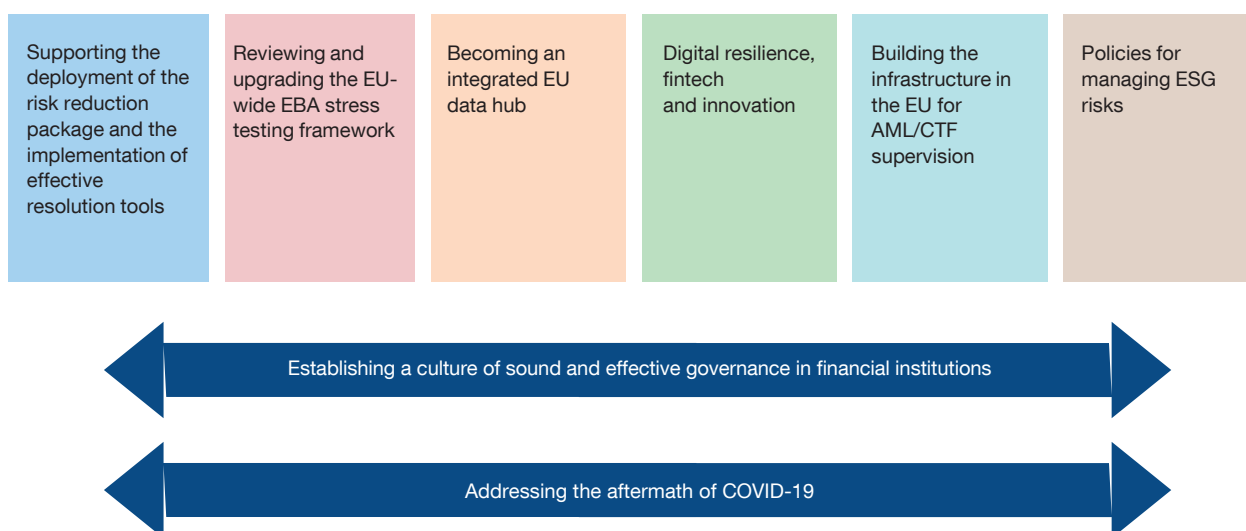 Supporting the
deployment of the
risk reduction
package and the
implementation of
effective
resolution tools
Reviewing and
upgrading the EU-
wide EBA stress
testing framework
Becoming an
integrated EU
data hub
Digital resilience,
fintech
and innovation
Building the
infrastructure in
the EU for
AML/CTF
supervision
Policies for
managing ESG
risks
Establishing a culture of sound and effective governance in financial institutions
Addressing the aftermath of COVID-19